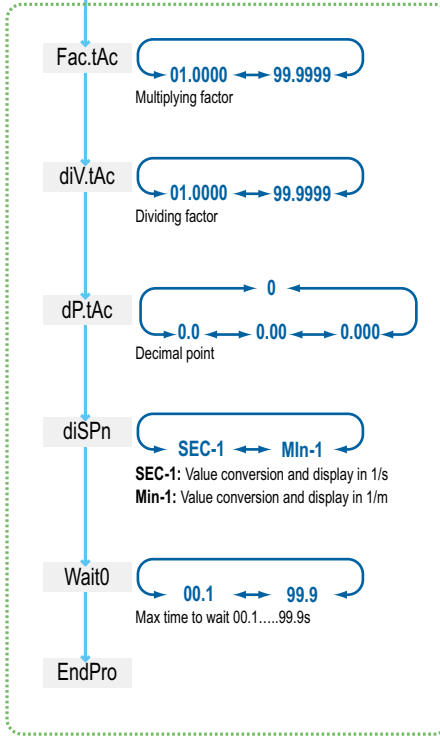 Fac.tAc
01.0000 99.9999
Multiplying factor
diV.tAc
01.0000 99.9999
Dividing factor
0
dP.tAc
0.0 0.00 0.000
Decimal point
diSPn
SEC-1 MIn-1
SEC-1: Value conversion and display in 1/s
Min-1: Value conversion and display in 1/m
Wait0
00.1 99.9
Max time to wait 00.1.....99.9s
EndPro